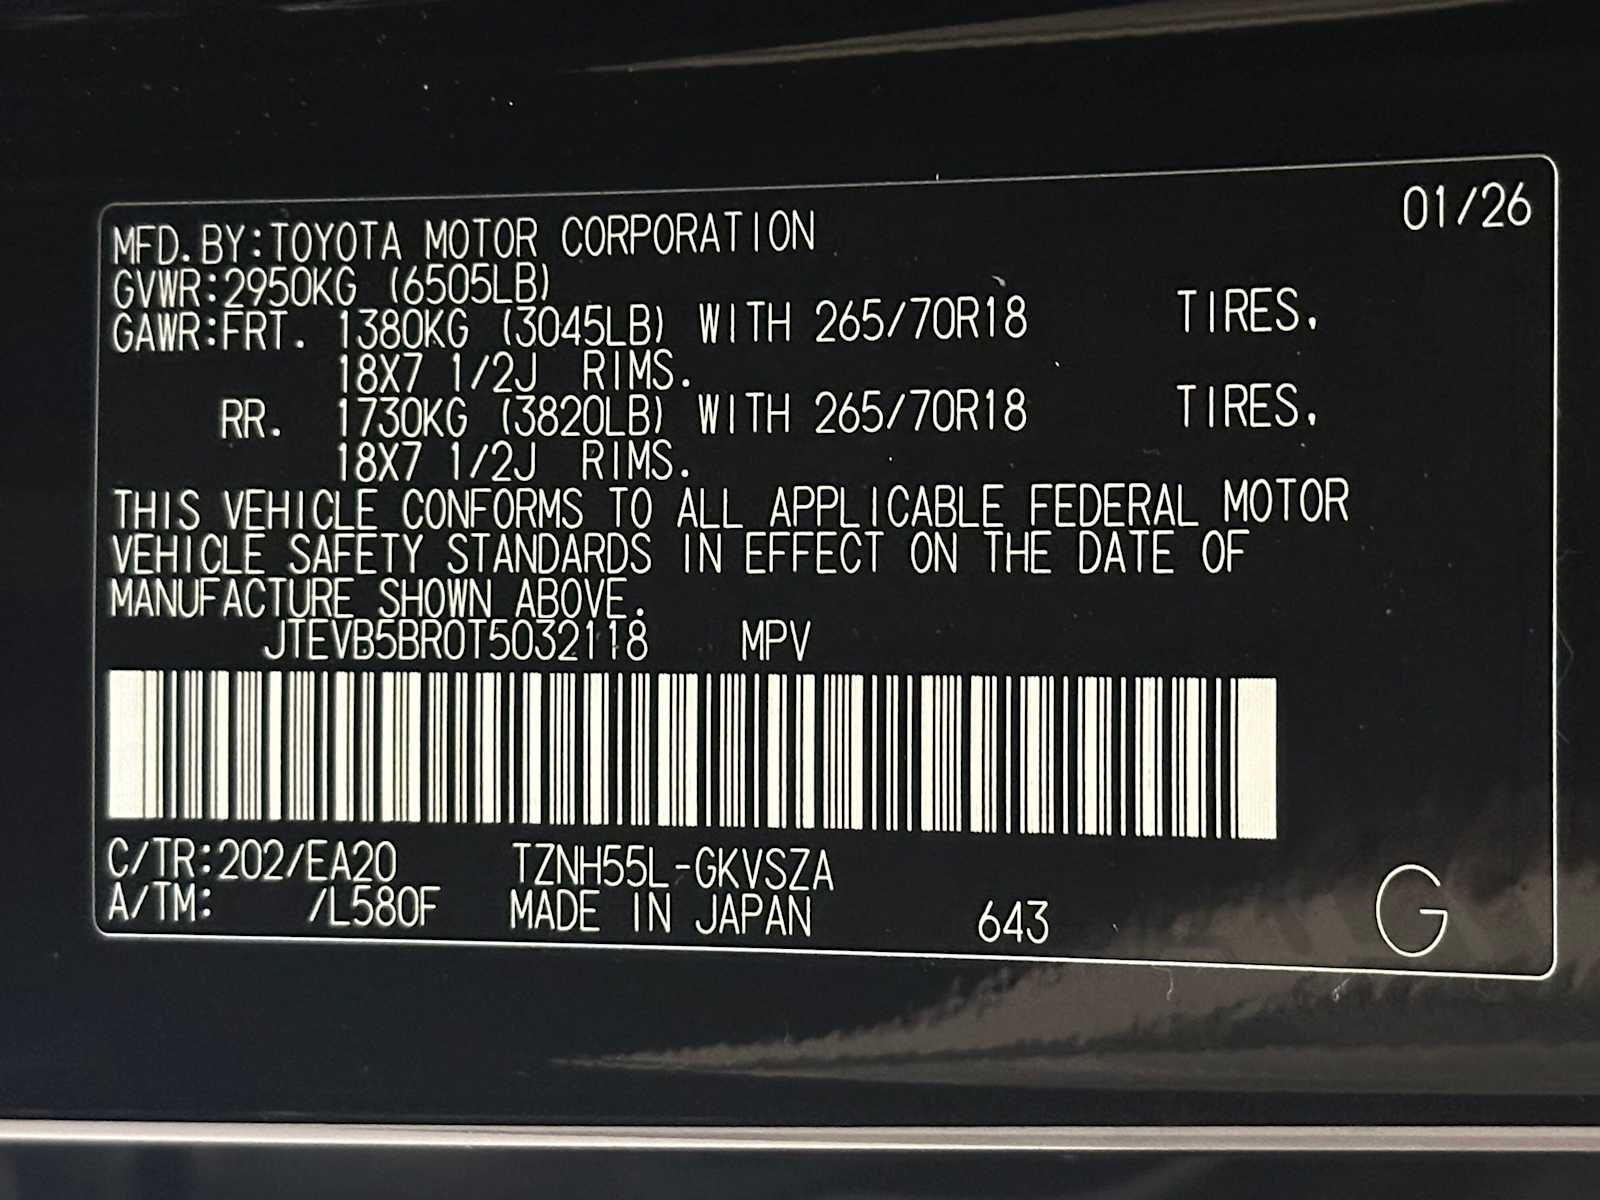 01/26
MFD.BY:TOYOTA MOTOR CORPORATION
GVWR:2950KG (6505LB)
GAWR:FRT. 1380KG (3045LB) WITH 265/70R18 TIRES,
18X7 1/2J RIMS.
RR. 1730KG (3820LB) WITH 265/70R18 TIRES,
18X7 1/2J RIMS.
THIS VEHICLE CONFORMS TO ALL APPLICABLE FEDERAL MOTOR
VEHICLE SAFETY STANDARDS IN EFFECT ON THE DATE OF
MANUFACTURE SHOWN ABOVE.
JTEVB5BR0T5032118 MPV
C/TR:202/EA20 TZNH55L-GKVSZA
A/TM: /L580F MADE IN JAPAN 643 G